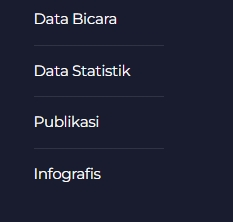 Data Bicara
Data Statistik
Publikasi
Infografis